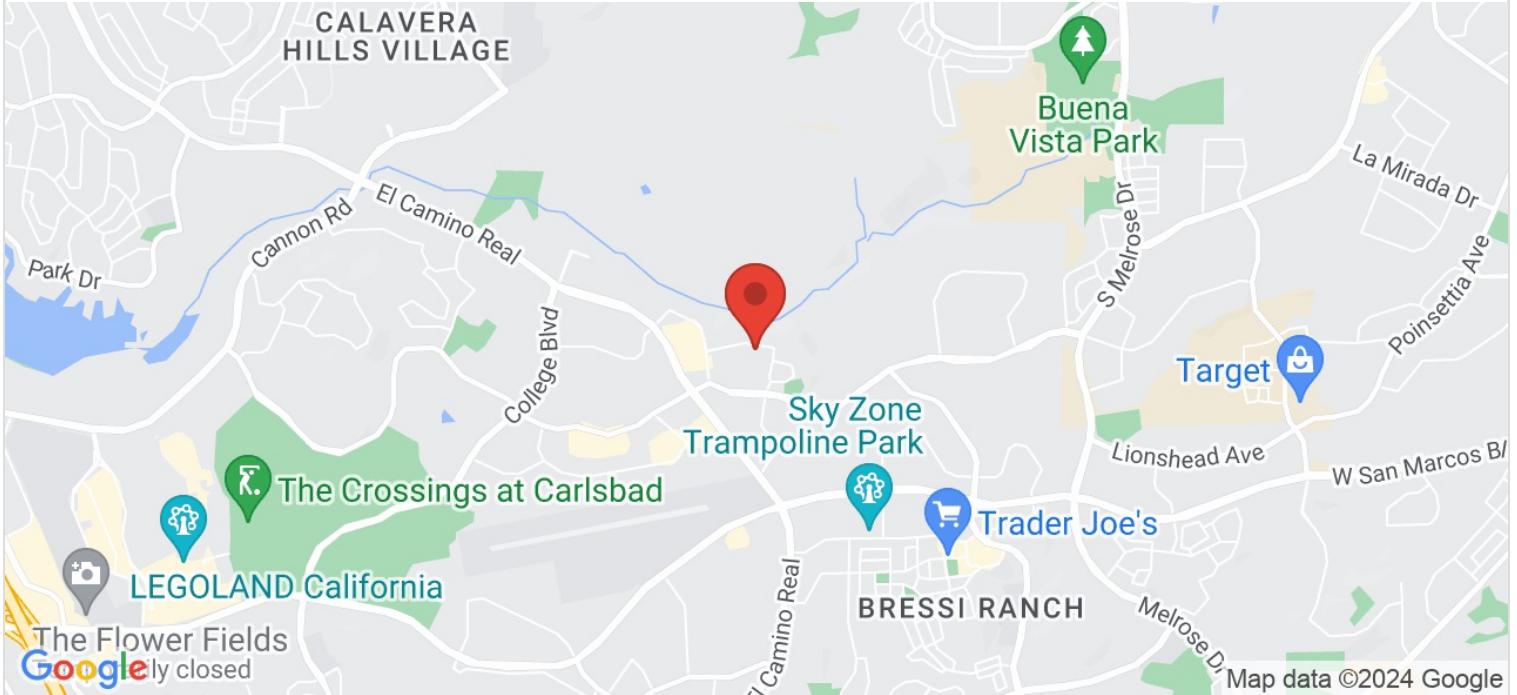 CALAVERA
HILLS VILLAGE
Buena
Vista Park
La Mirada Dr
El Camino Real
Cannon Rd
S Melrose Dr
Park Dr
Poinsettia Ave
College Blvd
Target
Sky Zone
Trampoline Park
Lionshead Ave
W San Marcos Bl
The Crossings at Carlsbad
Trader Joe's
LEGOLAND California
El Camino Real
BRESSI RANCH
Melrose Dr
The Flower Fields
ily closed
Google
Map data ©2024 Google